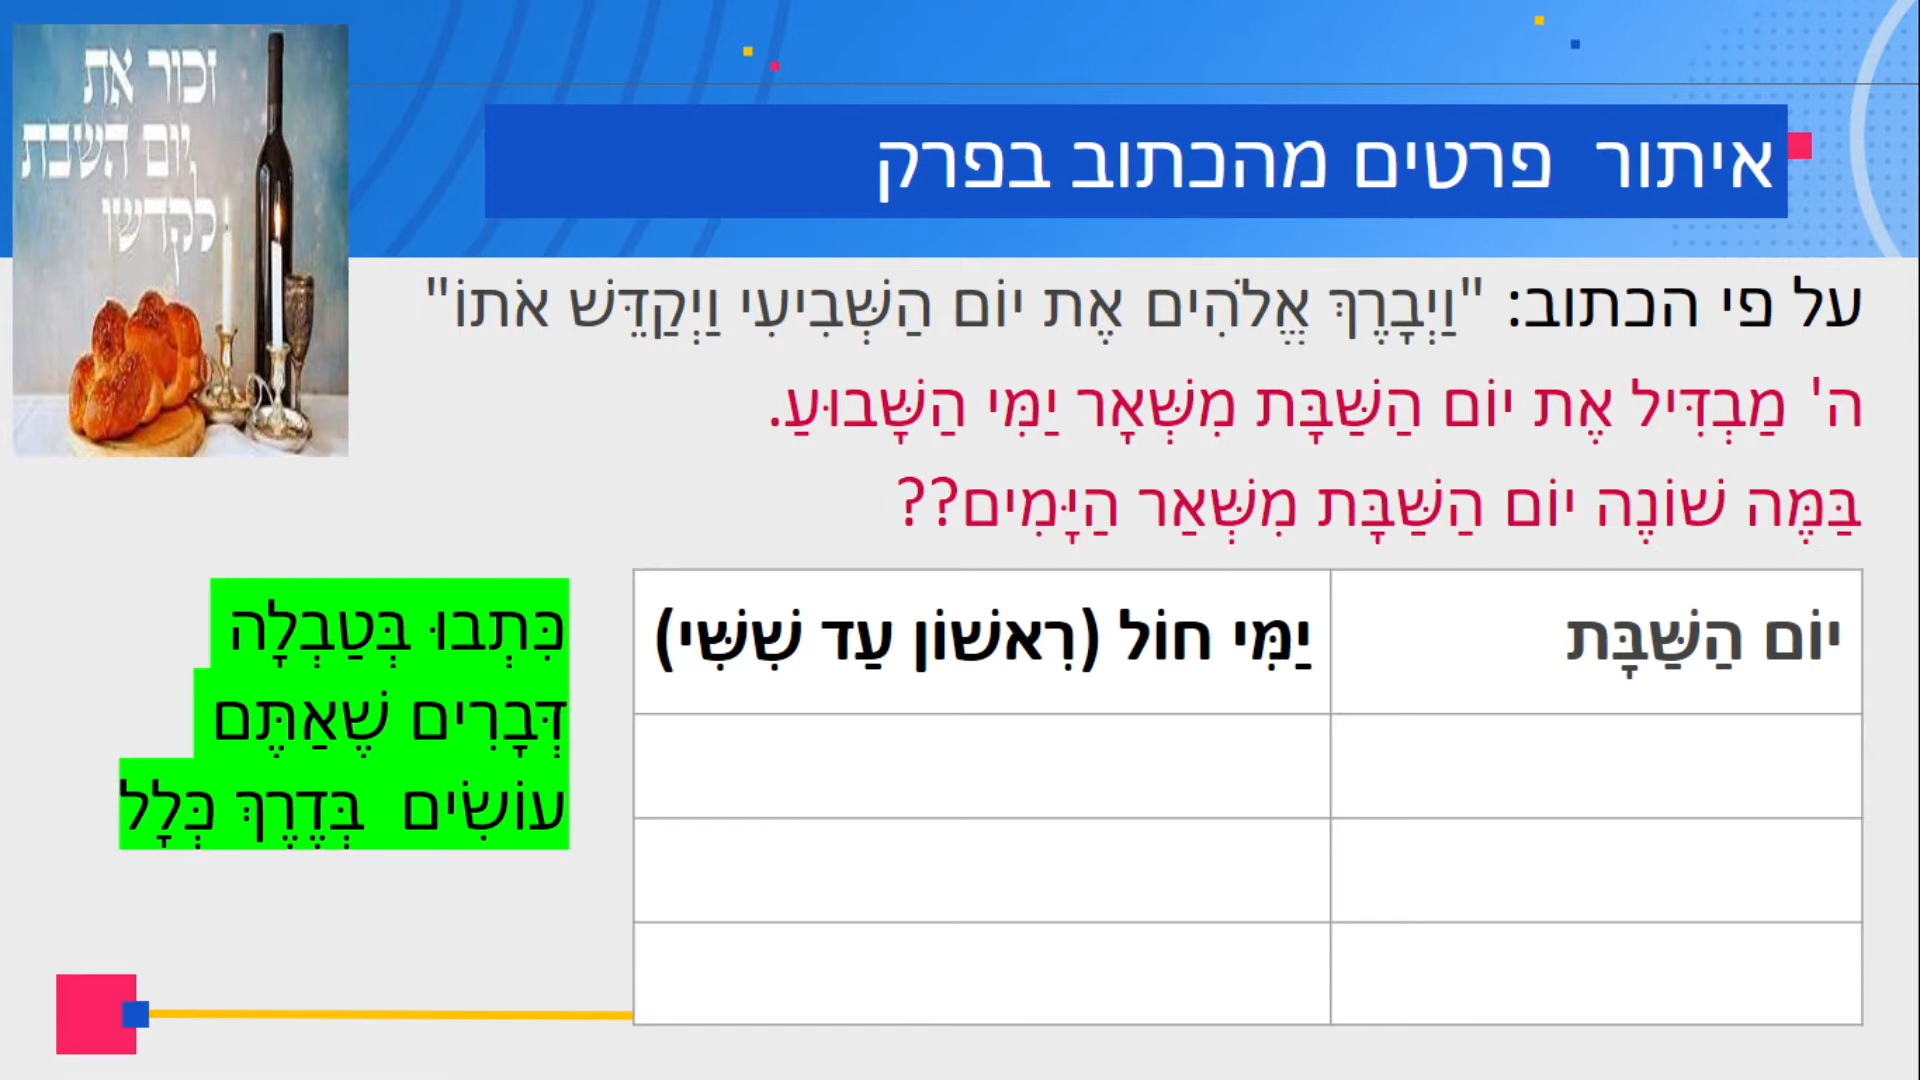 זכור את
יום השבת
לקדשו
איתור  פרטים מהכתוב בפרק
על פי הכתוב: "וַיְבָרֶךְ אֱלֹהִים אֶת יוֹם הַשְּׁבִיעִי וַיְקַדֵּשׁ אֹתוֹ"
ה' מַבְדִּיל אֶת יוֹם הַשַּׁבָּת מִשְּׁאָר יַמִּי הַשָּׁבוּעַ.
בַּמֶּה שׁוֹנֶה יוֹם הַשַּׁבָּת מִשְּׁאַר הַיָּמִים??
יוֹם הַשַּׁבָּת
יַמִּי חוֹל (רִאשׁוֹן עַד שִׁשִּׁי)
כִּתְבוּ בְּטַבְלָה
דְּבָרִים שֶׁאַתֶּם
עוֹשִׂים  בְּדֶרֶךְ כְּלָל